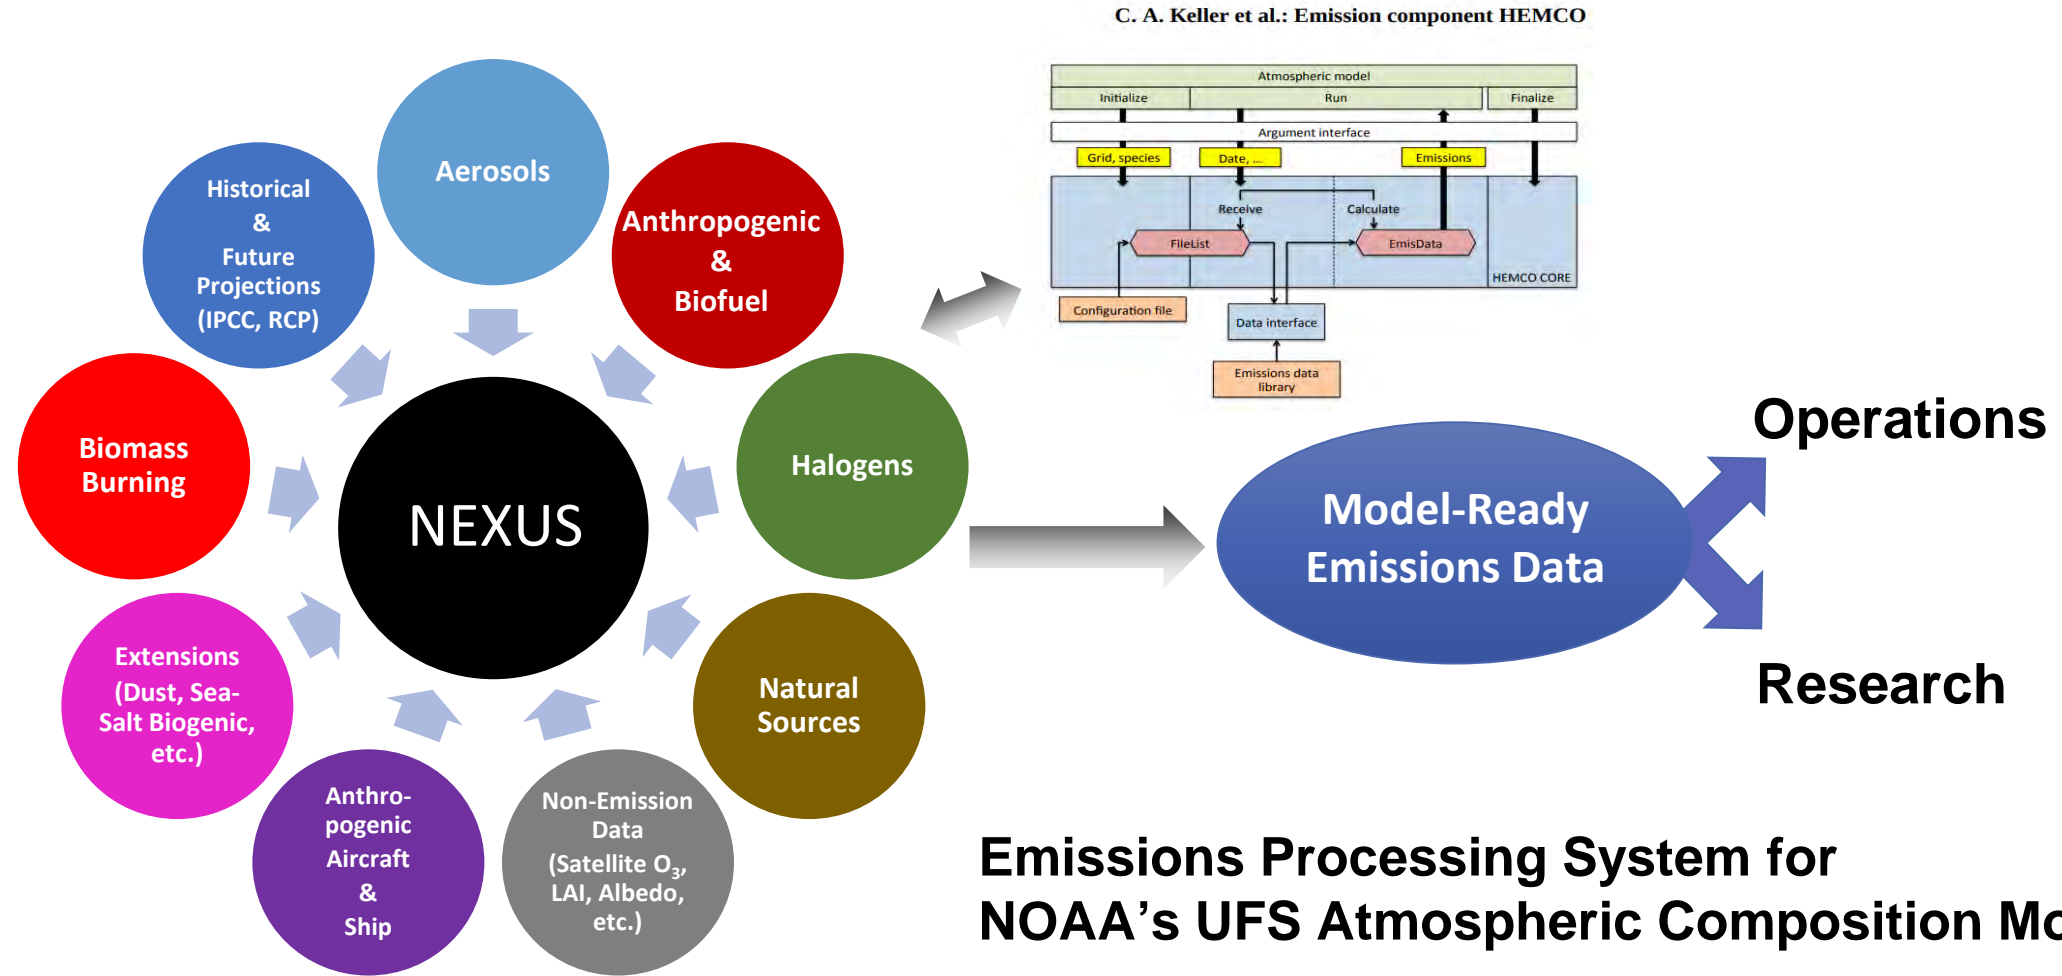 C. A. Keller et al.: Emission component HEMCO
Atmospheric model
Initialize
Run
Finalize
Argument interface
Grid, species
Date, ...
Emissions
Receive
Calculate
FileList
EmisData
HEMCO CORE
Configuration file
Data interface
Emissions data
library
Aerosols
Anthropogenic
&
Biofuel
Halogens
Natural
Sources
Non-Emission
Data
(Satellite O₃,
LAI, Albedo,
etc.)
Anthro-
pogenic
Aircraft
&
Ship
Extensions
(Dust, Sea-
Salt Biogenic,
etc.)
Biomass
Burning
Historical
&
Future
Projections
(IPCC, RCP)
NEXUS
Model-Ready
Emissions Data
Operations
Research
Emissions Processing System for
NOAA’s UFS Atmospheric Composition